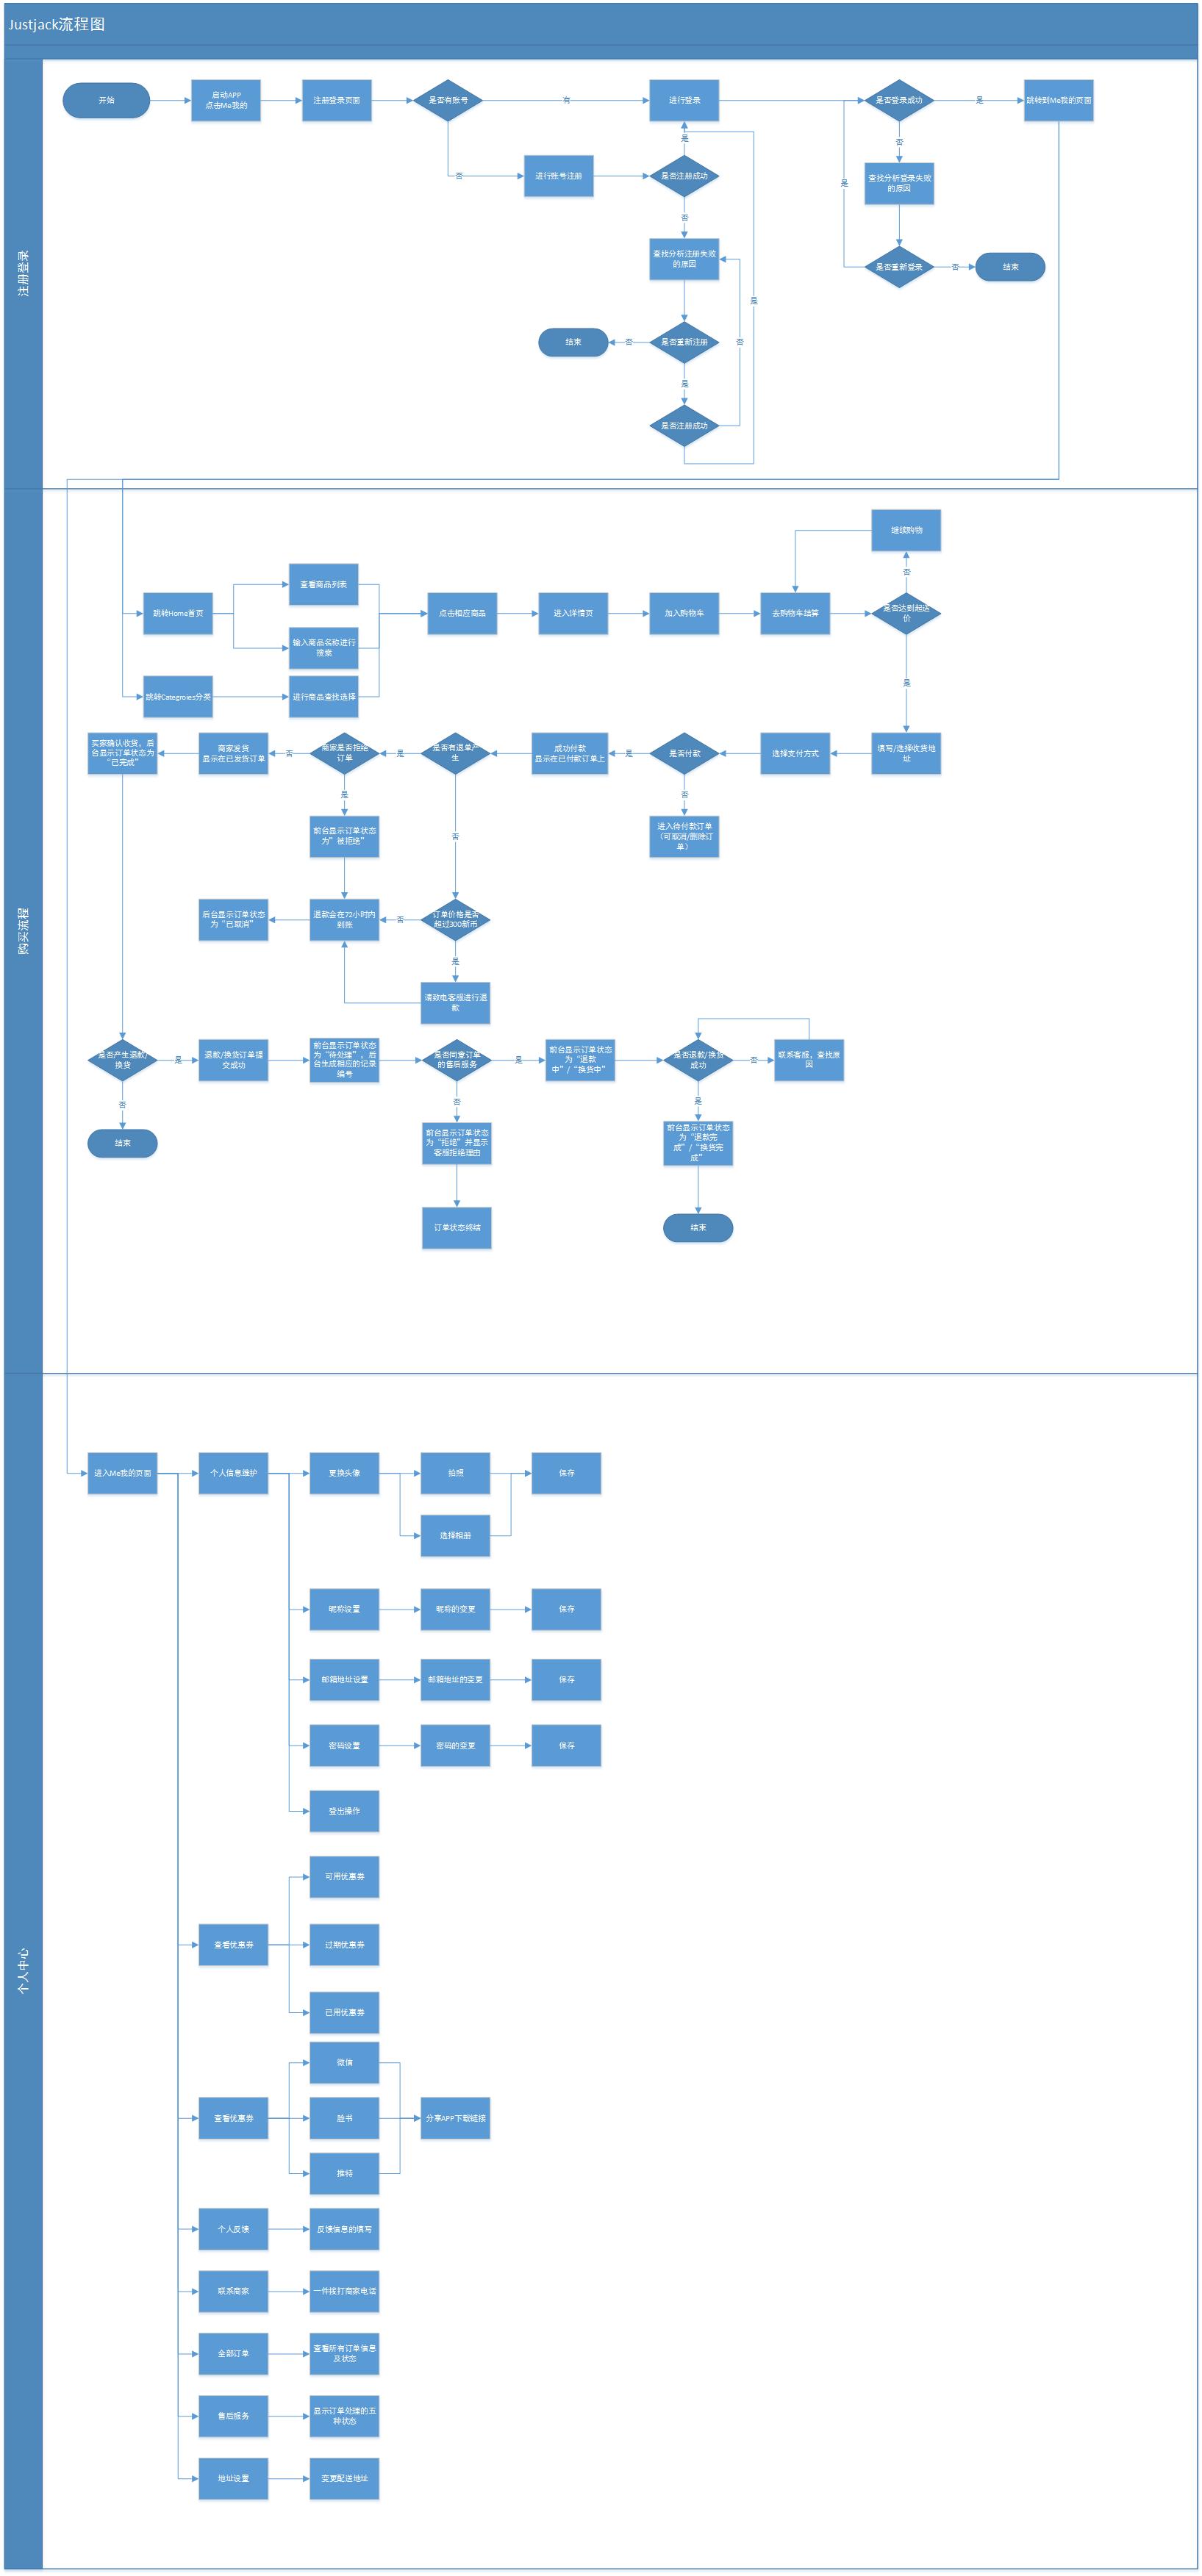 Justjack流程图
注册登录
开始
启动APP
点击Me我的
注册登录页面
是否有账号
有
进行登录
是否登录成功
是
跳转到Me我的页面
是
否
否
进行账号注册
是否注册成功
查找分析登录失败
的原因
是
否
查找分析注册失败
的原因
是否重新登录
否
结束
是
结束
否
是否重新注册
否
是
是否注册成功
购买流程
继续购物
否
查看商品列表
跳转Home首页
点击相应商品
进入详情页
加入购物车
去购物车结算
是否达到起送
价
输入商品名称进行
搜索
跳转Categroies分类
进行商品查找选择
是
买家确认收货，后
台显示订单状态为
“已完成”
商家发货
显示在已发货订单
否
商家是否拒绝
订单
是
是否有退单产
生
成功付款
显示在已付款订单上
是
是否付款
选择支付方式
填写/选择收货地
址
是
否
前台显示订单状态
为”被拒绝”
否
进入待付款订单
（可取消/删除订
单）
后台显示订单状态
为“已取消”
退款会在72小时内
到账
否
订单价格是否
超过300新币
是
请致电客服进行退
款
是否产生退款/
换货
是
退款/换货订单提
交成功
前台显示订单状态
为“待处理”，后
台生成相应的记录
编号
是否同意订单
的售后服务
是
前台显示订单状态
为“退款
中”/“换货中”
是否退款/换货
成功
否
联系客服，查找原
因
否
否
是
结束
前台显示订单状态
为“拒绝”并显示
客服拒绝理由
前台显示订单状态
为“退款完
成”/“换货完
成”
订单状态终结
结束
个人中心
进入Me我的页面
个人信息维护
更换头像
拍照
保存
选择相册
昵称设置
昵称的变更
保存
邮箱地址设置
邮箱地址的变更
保存
密码设置
密码的变更
保存
登出操作
可用优惠券
查看优惠券
过期优惠券
已用优惠券
微信
查看优惠券
脸书
分享APP下载链接
推特
个人反馈
反馈信息的填写
联系商家
一件拨打商家电话
全部订单
查看所有订单信息
及状态
售后服务
显示订单处理的五
种状态
地址设置
变更配送地址